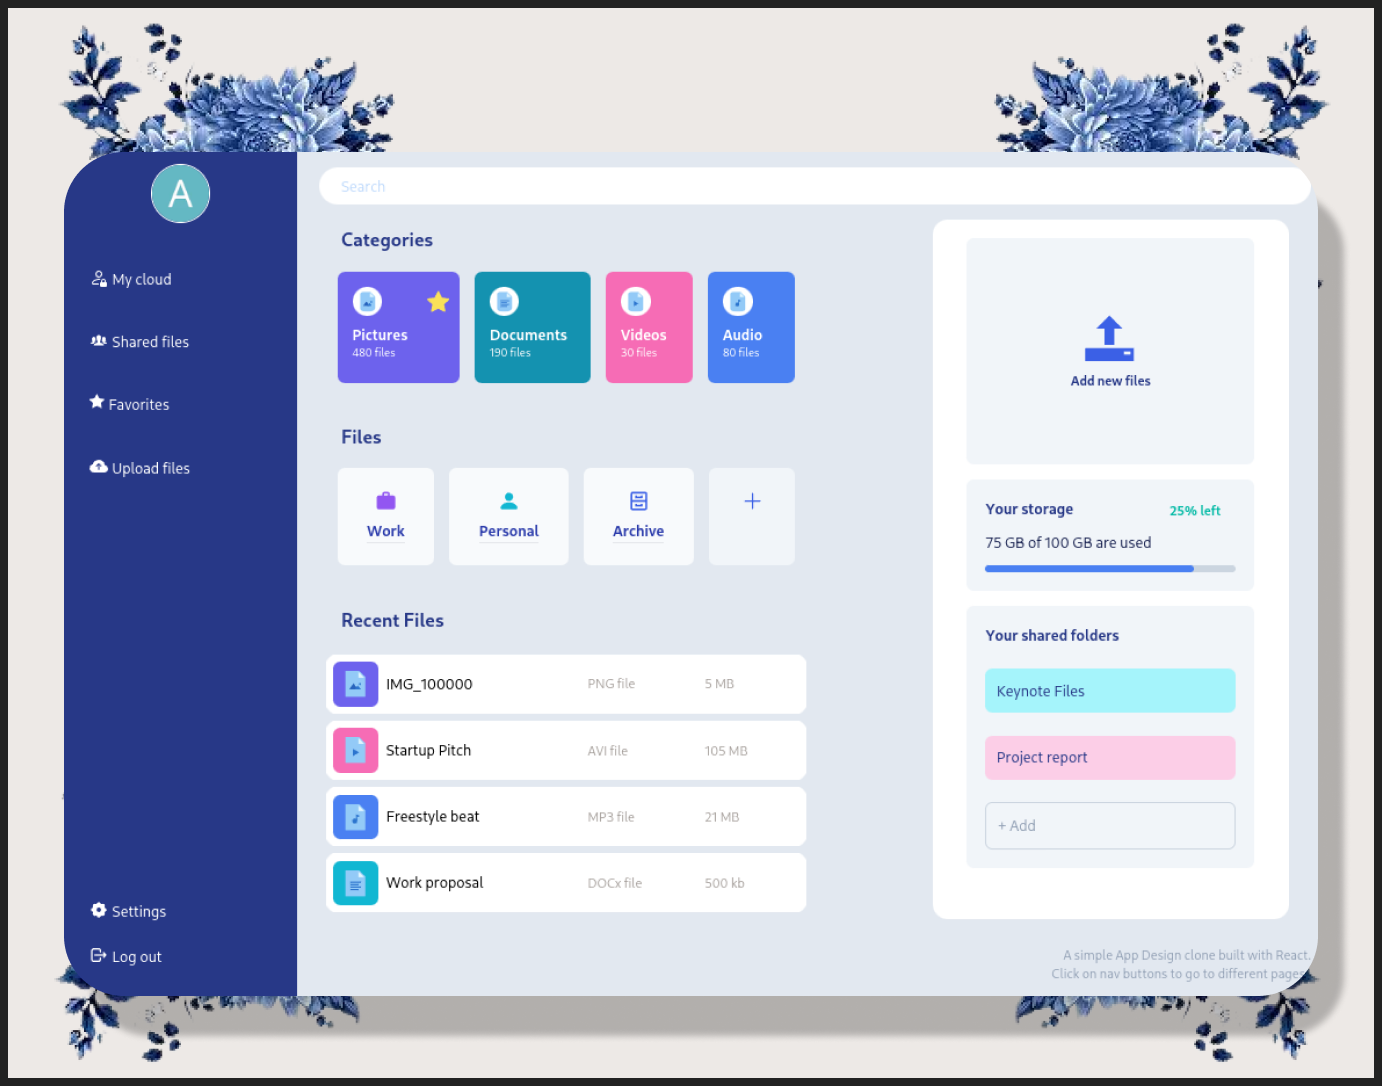 A
My cloud
Shared files
Favorites
Upload files
Settings
Log out
Search
Categories
Pictures
480 files
Documents
190 files
Videos
30 files
Audio
80 files
Files
Work
Personal
Archive
Recent Files
IMG_100000 PNG file 5 MB
Startup Pitch AVI file 105 MB
Freestyle beat MP3 file 21 MB
Work proposal DOCx file 500 kb
Add new files
Your storage 25% left
75 GB of 100 GB are used
Your shared folders
Keynote Files
Project report
+ Add
A simple App Design clone built with React.
Click on nav buttons to go to different pages.